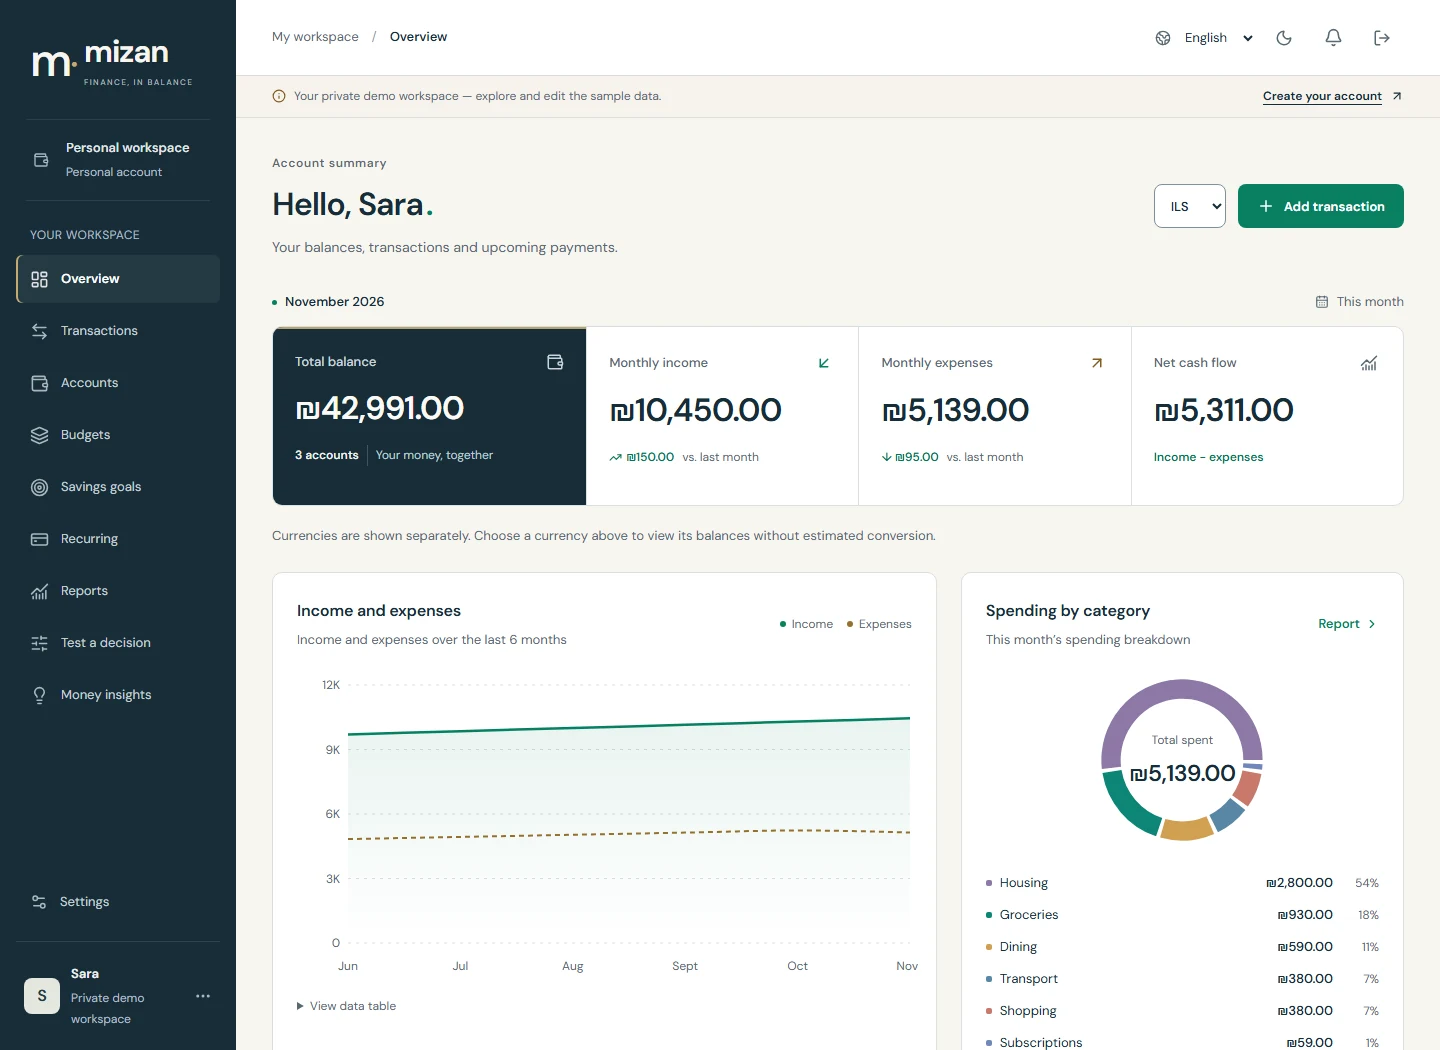 m. mizan
FINANCE, IN BALANCE
Personal workspace
Personal account
YOUR WORKSPACE
Overview
Transactions
Accounts
Budgets
Savings goals
Recurring
Reports
Test a decision
Money insights
Settings
S
Sara
Private demo
workspace
My workspace / Overview
English
Your private demo workspace — explore and edit the sample data.
Create your account
Account summary
Hello, Sara.
Your balances, transactions and upcoming payments.
ILS
Add transaction
November 2026
This month
Total balance
₪42,991.00
3 accounts Your money, together
Monthly income
₪10,450.00
₪150.00 vs. last month
Monthly expenses
₪5,139.00
₪95.00 vs. last month
Net cash flow
₪5,311.00
Income − expenses
Currencies are shown separately. Choose a currency above to view its balances without estimated conversion.
Income and expenses
Income and expenses over the last 6 months
Income Expenses
12K
9K
6K
3K
0
Jun Jul Aug Sept Oct Nov
View data table
Spending by category
This month’s spending breakdown
Report
Total spent
₪5,139.00
Housing ₪2,800.00 54%
Groceries ₪930.00 18%
Dining ₪590.00 11%
Transport ₪380.00 7%
Shopping ₪380.00 7%
Subscriptions ₪59.00 1%